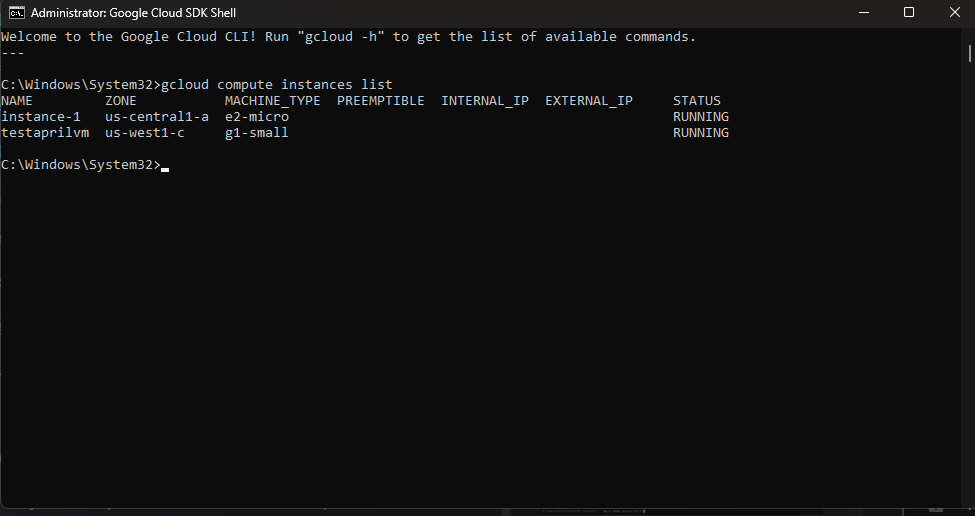 Administrator: Google Cloud SDK Shell
Welcome to the Google Cloud CLI! Run "gcloud -h" to get the list of available commands.
---
C:\Windows\System32>gcloud compute instances list
NAME         ZONE           MACHINE_TYPE  PREEMPTIBLE  INTERNAL_IP  EXTERNAL_IP     STATUS
instance-1   us-central1-a  e2-micro                                                RUNNING
testaprilvm  us-west1-c     g1-small                                                RUNNING
C:\Windows\System32>